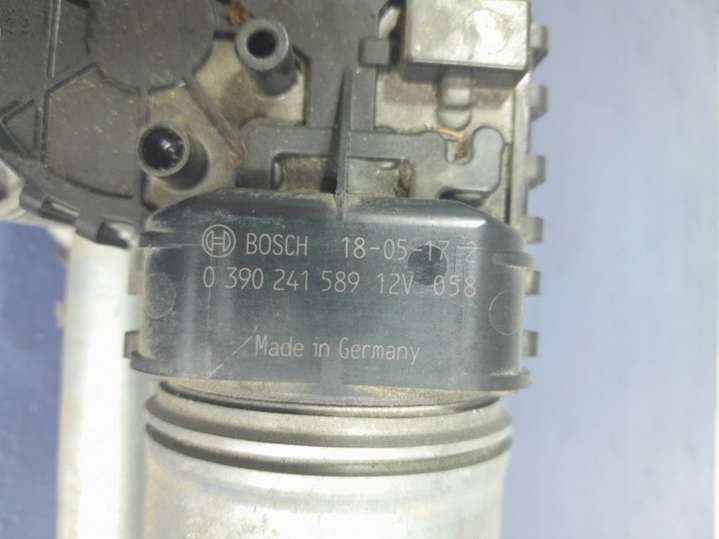 BOSCH 18-05-17 2
0 390 241 589 12V 058
Made in Germany